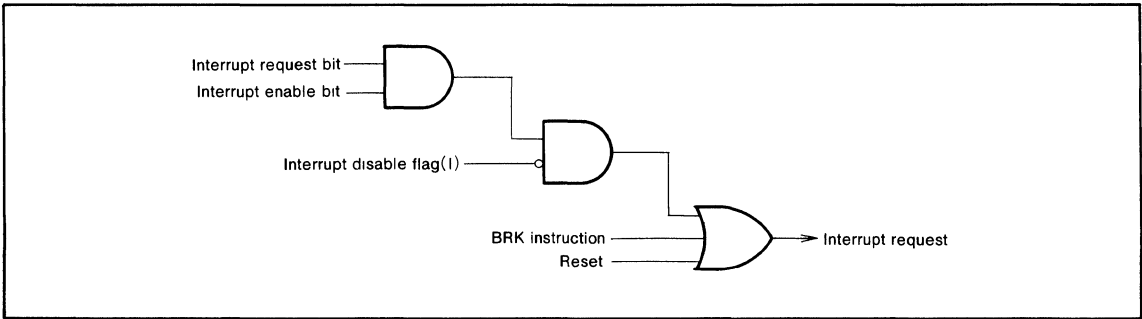 Interrupt request bit
Interrupt enable bit
Interrupt disable flag(I)
BRK instruction
Reset
Interrupt request